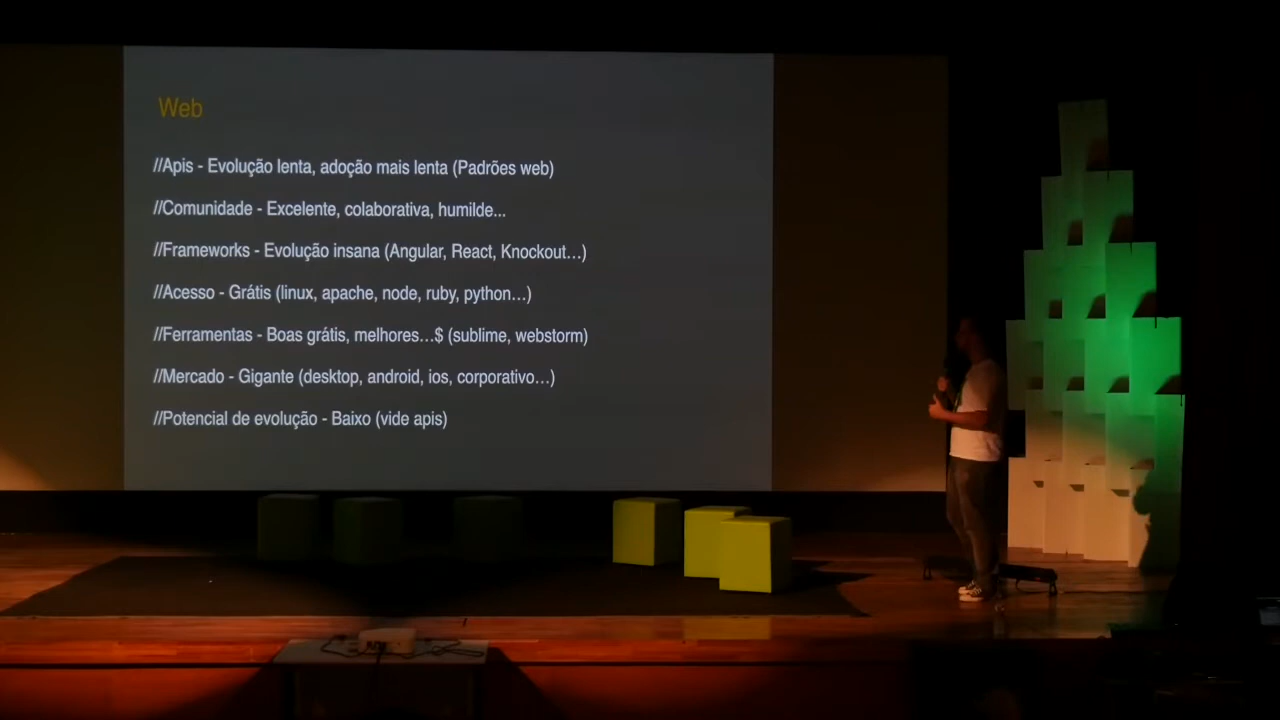 Web
//Apis - Evolução lenta, adoção mais lenta (Padrões web)
//Comunidade - Excelente, colaborativa, humilde...
//Frameworks - Evolução insana (Angular, React, Knockout…)
//Acesso - Grátis (linux, apache, node, ruby, python…)
//Ferramentas - Boas grátis, melhores…$ (sublime, webstorm)
//Mercado - Gigante (desktop, android, ios, corporativo…)
//Potencial de evolução - Baixo (vide apis)